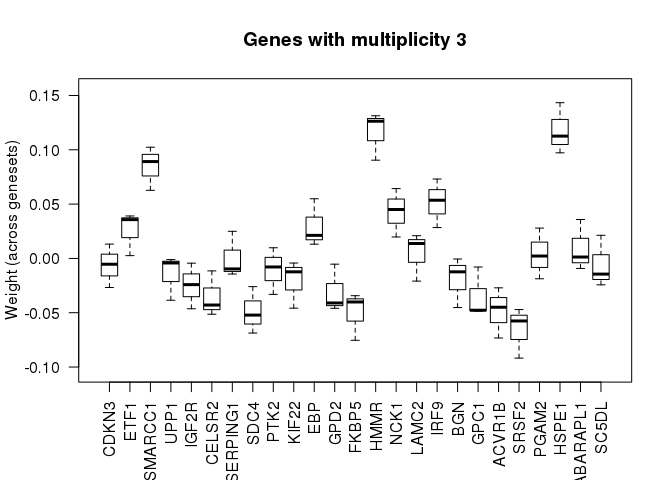 Genes with multiplicity 3
Weight (across genesets)
0.15
0.10
0.05
0.00
-0.05
-0.10
CDKN3
ETF1
SMARCC1
UPP1
IGF2R
CELSR2
SERPING1
SDC4
PTK2
KIF22
EBP
GPD2
FKBP5
HMMR
NCK1
LAMC2
IRF9
BGN
GPC1
ACVR1B
SRSF2
PGAM2
HSPE1
ABARAPL1
SC5DL